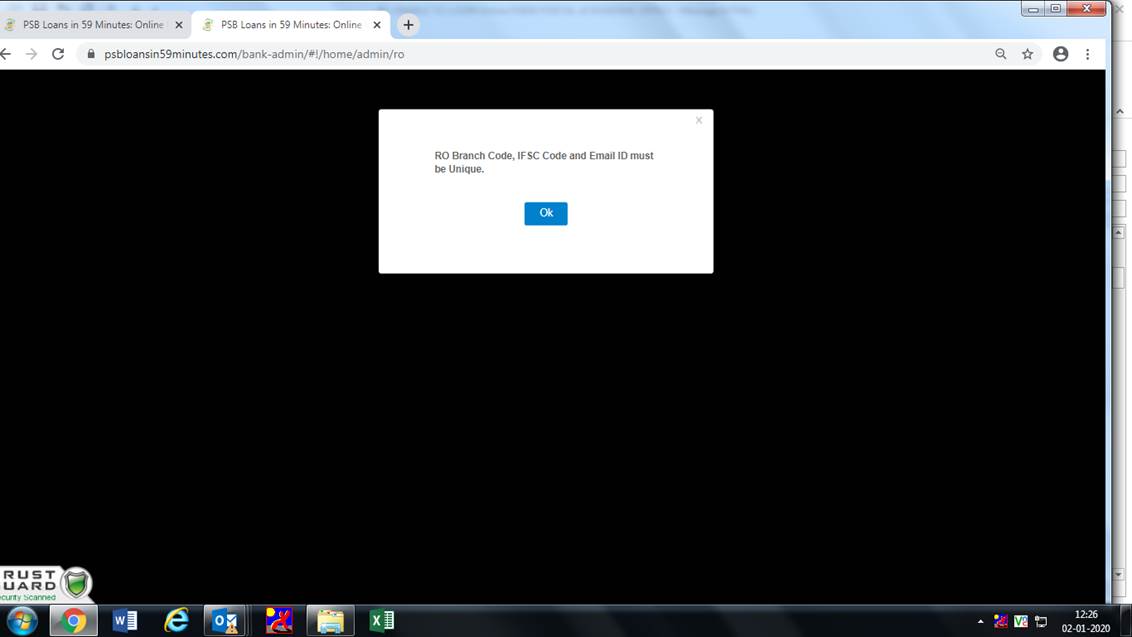 PSB Loans in 59 Minutes: Online
PSB Loans in 59 Minutes: Online
psbloansin59minutes.com/bank-admin/#!/home/admin/ro
x
RO Branch Code, IFSC Code and Email ID must
be Unique.
Ok
RUST
UARD
ecurity Scanned
12:26
02-01-2020